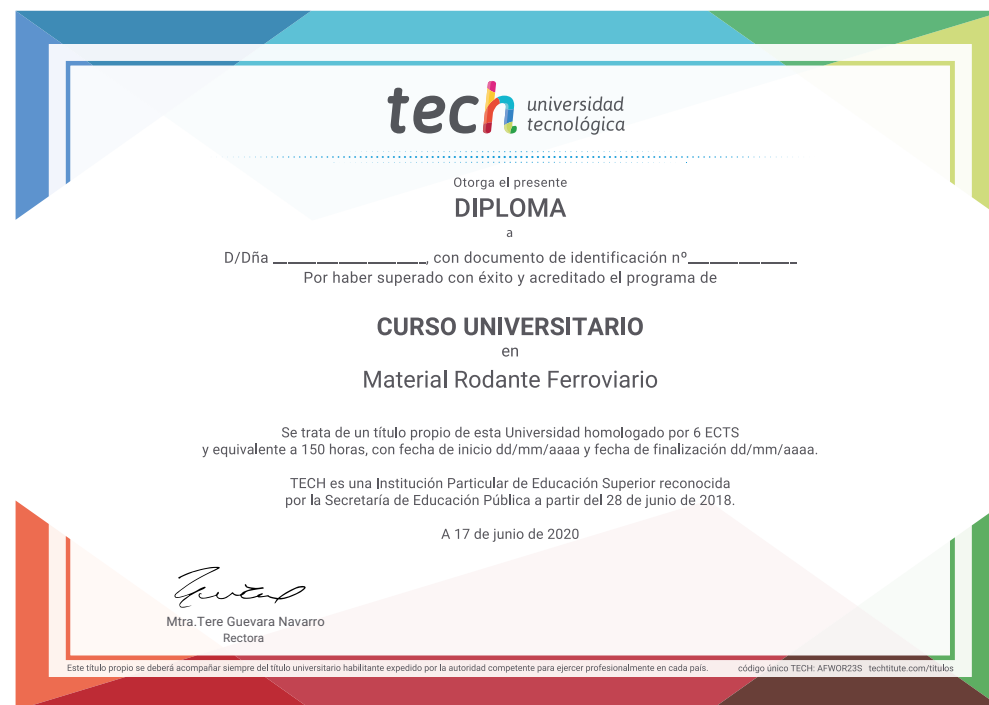 tech universidad
tecnológica
Otorga el presente
DIPLOMA
a
D/Dña ____________________, con documento de identificación nº______________
Por haber superado con éxito y acreditado el programa de
CURSO UNIVERSITARIO
en
Material Rodante Ferroviario
Se trata de un título propio de esta Universidad homologado por 6 ECTS
y equivalente a 150 horas, con fecha de inicio dd/mm/aaaa y fecha de finalización dd/mm/aaaa.
TECH es una Institución Particular de Educación Superior reconocida
por la Secretaría de Educación Pública a partir del 28 de junio de 2018.
A 17 de junio de 2020
Mtra.Tere Guevara Navarro
Rectora
Este título propio se deberá acompañar siempre del título universitario habilitante expedido por la autoridad competente para ejercer profesionalmente en cada país.
código único TECH: AFWOR23S techtitute.com/titulos